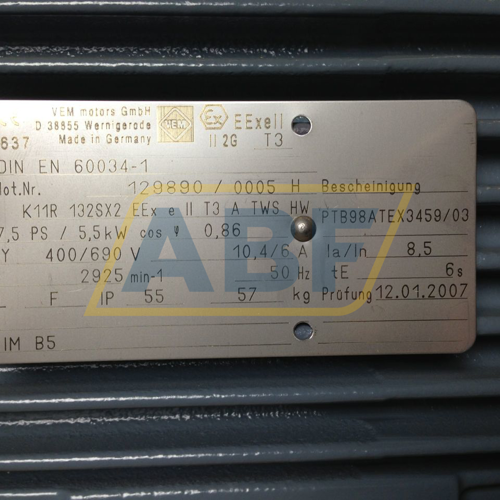 VEM motors GmbH
D 38855 Wernigerode
Made in Germany
VEM
Ex
EExeII
II 2G T3
637
DIN EN 60034-1
Mot.Nr. 129890 / 0005 H Bescheinigung
K11R 132SX2 EEx e II T3 A TWS HW PTB98ATEX3459/03
7,5 PS / 5,5kW cos φ 0,86
Y 400/690 V 10,4/6 A Ia/In 8,5
2925 min-1 50 Hz tE 6s
F IP 55 57 kg Prüfung 12.01.2007
IM B5
ABF